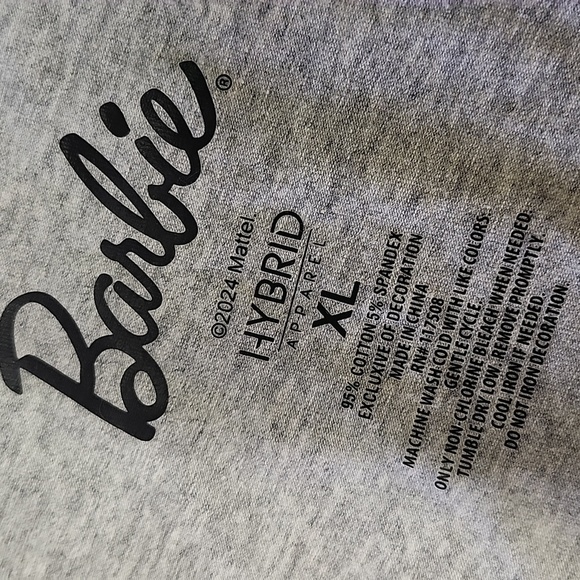 Barbie®
©2024 Mattel.
HYBRID
APPAREL
XL
95% COTTON 5% SPANDEX
EXCLUSIVE OF DECORATION
MADE IN CHINA
RN# 117208
MACHINE WASH COLD WITH LIKE COLORS.
GENTLE CYCLE.
ONLY NON-CHLORINE BLEACH WHEN NEEDED.
TUMBLE DRY LOW. REMOVE PROMPTLY.
COOL IRON IF NEEDED.
DO NOT IRON DECORATION.